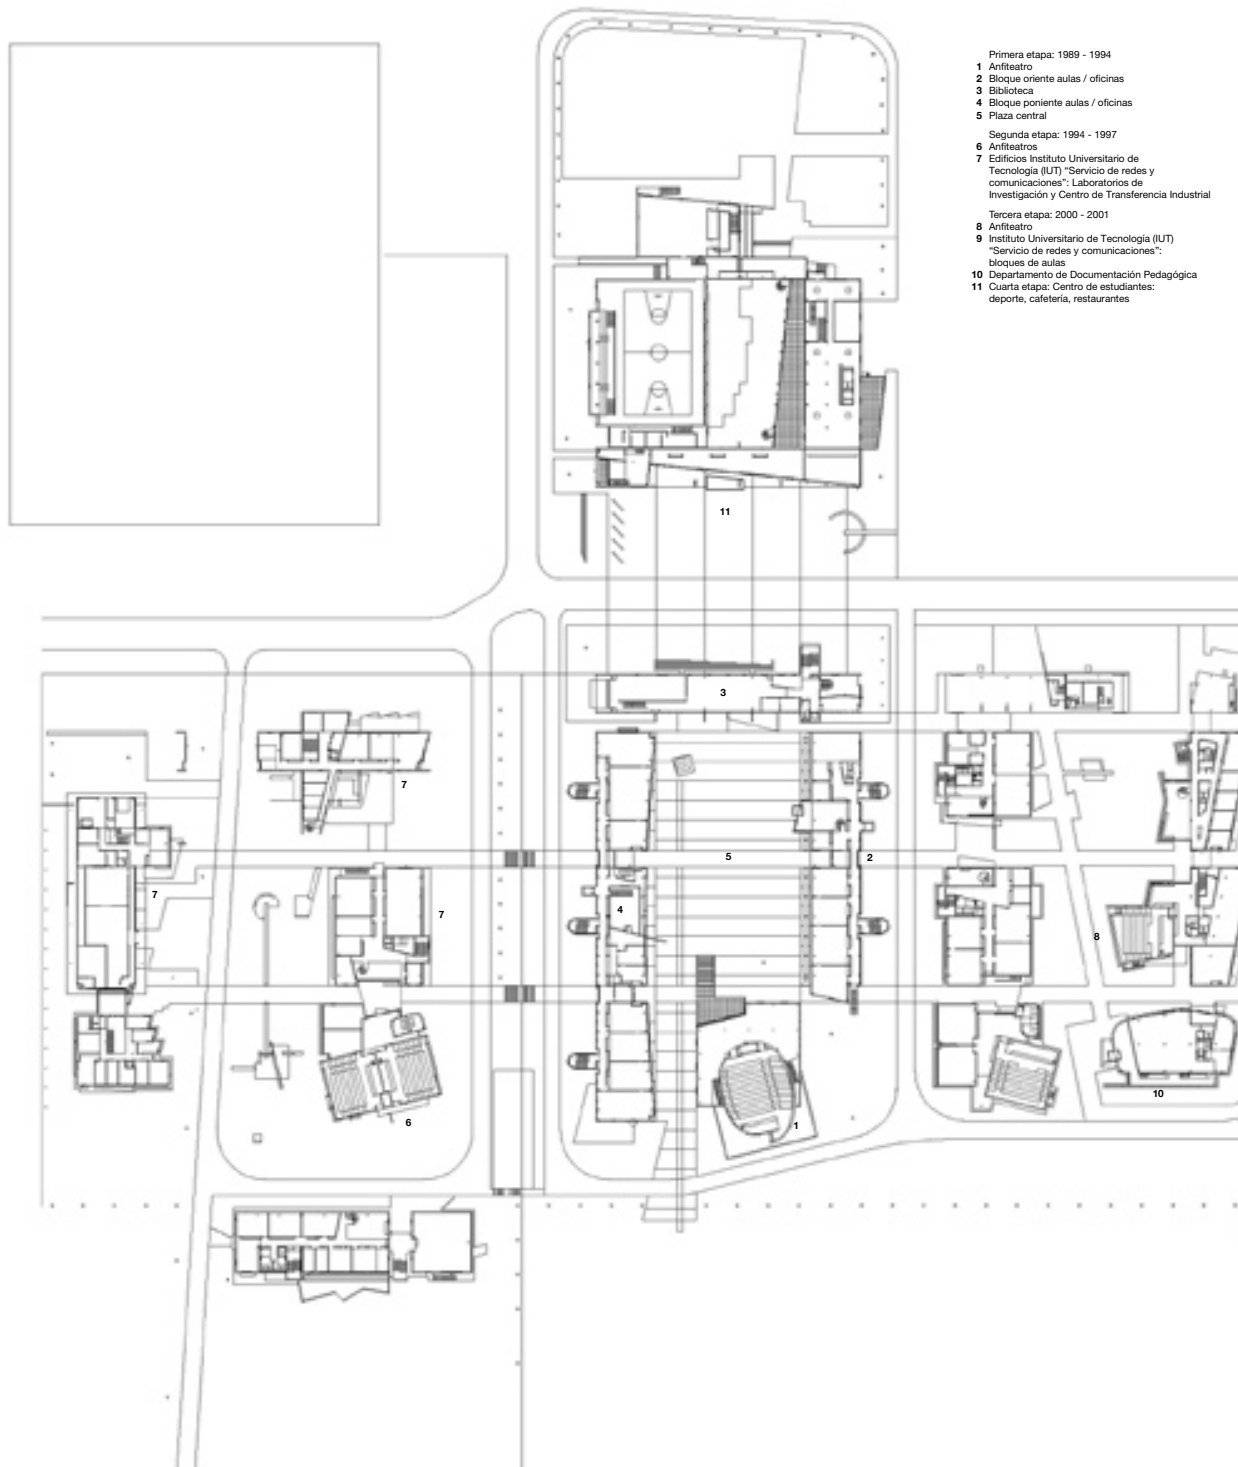 Primera etapa: 1989 - 1994
1 Anfiteatro
2 Bloque oriente aulas / oficinas
3 Biblioteca
4 Bloque poniente aulas / oficinas
5 Plaza central
Segunda etapa: 1994 - 1997
6 Anfiteatros
7 Edificios Instituto Universitario de
Tecnología (IUT) “Servicio de redes y
comunicaciones”: Laboratorios de
Investigación y Centro de Transferencia Industrial
Tercera etapa: 2000 - 2001
8 Anfiteatro
9 Instituto Universitario de Tecnología (IUT)
“Servicio de redes y comunicaciones”:
bloques de aulas
10 Departamento de Documentación Pedagógica
11 Cuarta etapa: Centro de estudiantes:
deporte, cafetería, restaurantes
11
3
7
5
2
7
7
4
8
10
6
1